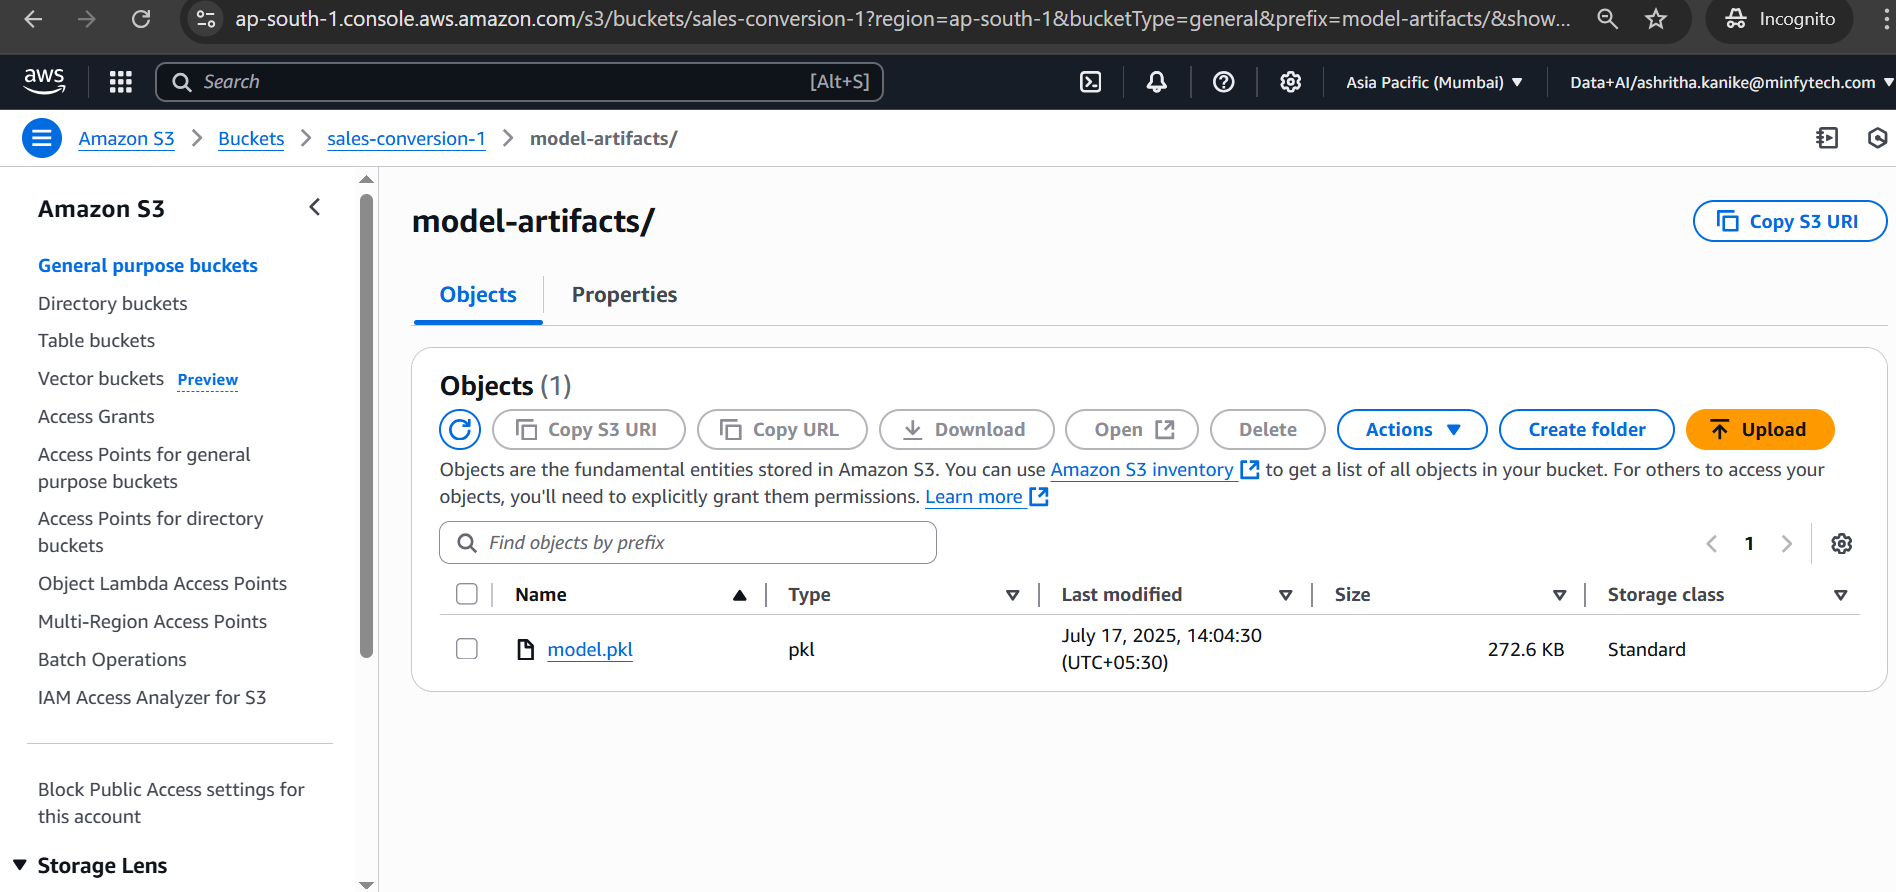 ap-south-1.console.aws.amazon.com/s3/buckets/sales-conversion-1?region=ap-south-1&bucketType=general&prefix=model-artifacts/&show...
Incognito
aws
Search
[Alt+S]
Asia Pacific (Mumbai)
Data+AI/ashritha.kanike@minfytech.com
Amazon S3
Buckets
sales-conversion-1
model-artifacts/
Amazon S3
General purpose buckets
Directory buckets
Table buckets
Vector buckets Preview
Access Grants
Access Points for general
purpose buckets
Access Points for directory
buckets
Object Lambda Access Points
Multi-Region Access Points
Batch Operations
IAM Access Analyzer for S3
Block Public Access settings for
this account
Storage Lens
model-artifacts/
Copy S3 URI
Objects
Properties
Objects (1)
Copy S3 URI
Copy URL
Download
Open
Delete
Actions
Create folder
Upload
Objects are the fundamental entities stored in Amazon S3. You can use Amazon S3 inventory to get a list of all objects in your bucket. For others to access your
objects, you'll need to explicitly grant them permissions. Learn more
Find objects by prefix
1
Name
Type
Last modified
Size
Storage class
model.pkl
pkl
July 17, 2025, 14:04:30
(UTC+05:30)
272.6 KB
Standard